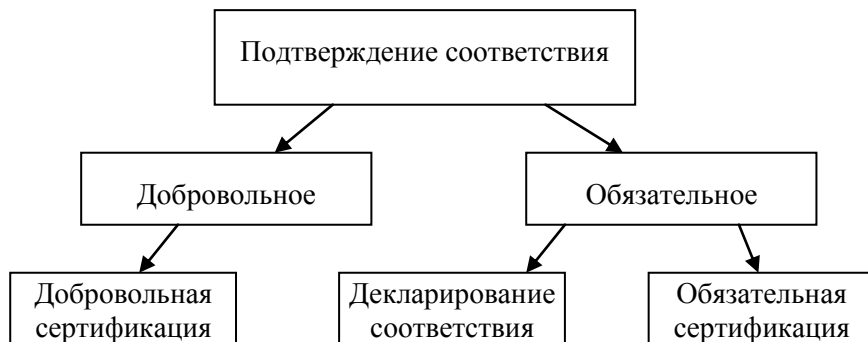 Подтверждение соответствия
Добровольное
Обязательное
Добровольная
сертификация
Декларирование
соответствия
Обязательная
сертификация